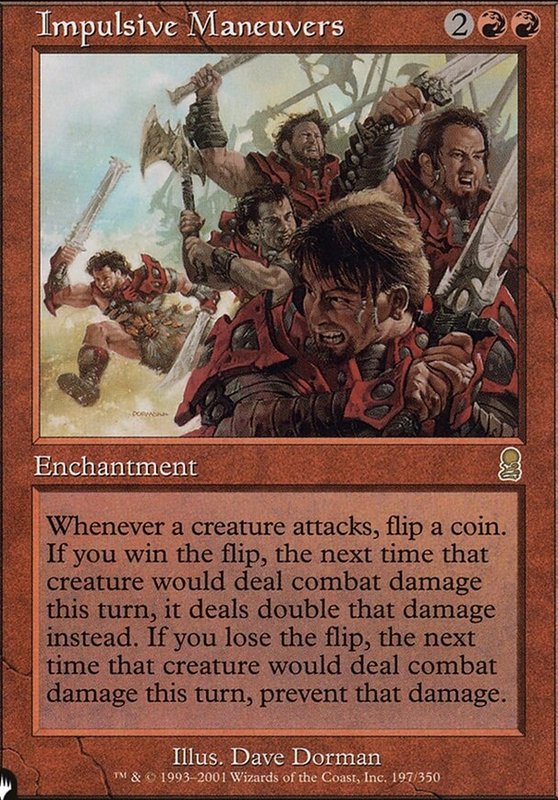 Impulsive Maneuvers 2
DORMAN
Enchantment
Whenever a creature attacks, flip a coin.
If you win the flip, the next time that
creature would deal combat damage
this turn, it deals double that damage
instead. If you lose the flip, the next
time that creature would deal combat
damage this turn, prevent that damage.
Illus. Dave Dorman
™ & © 1993–2001 Wizards of the Coast, Inc. 197/350